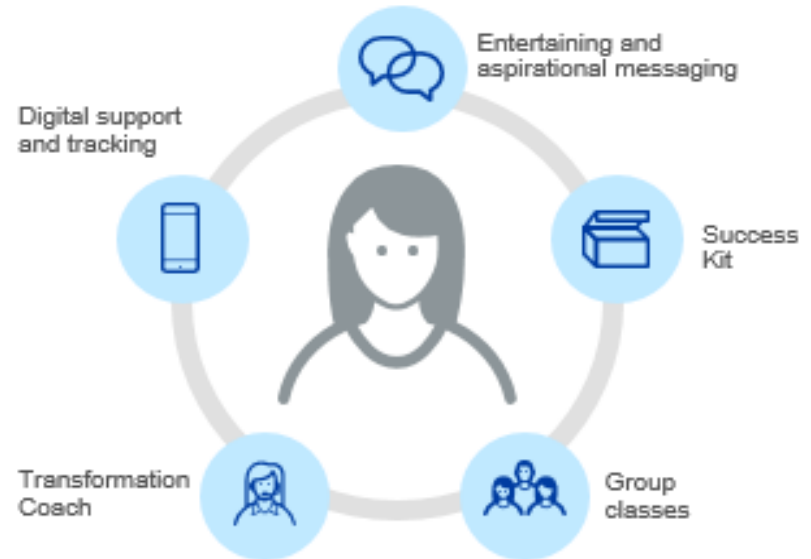 Entertaining and
aspirational messaging
Digital support
and tracking
Success
Kit
Transformation
Coach
Group
classes